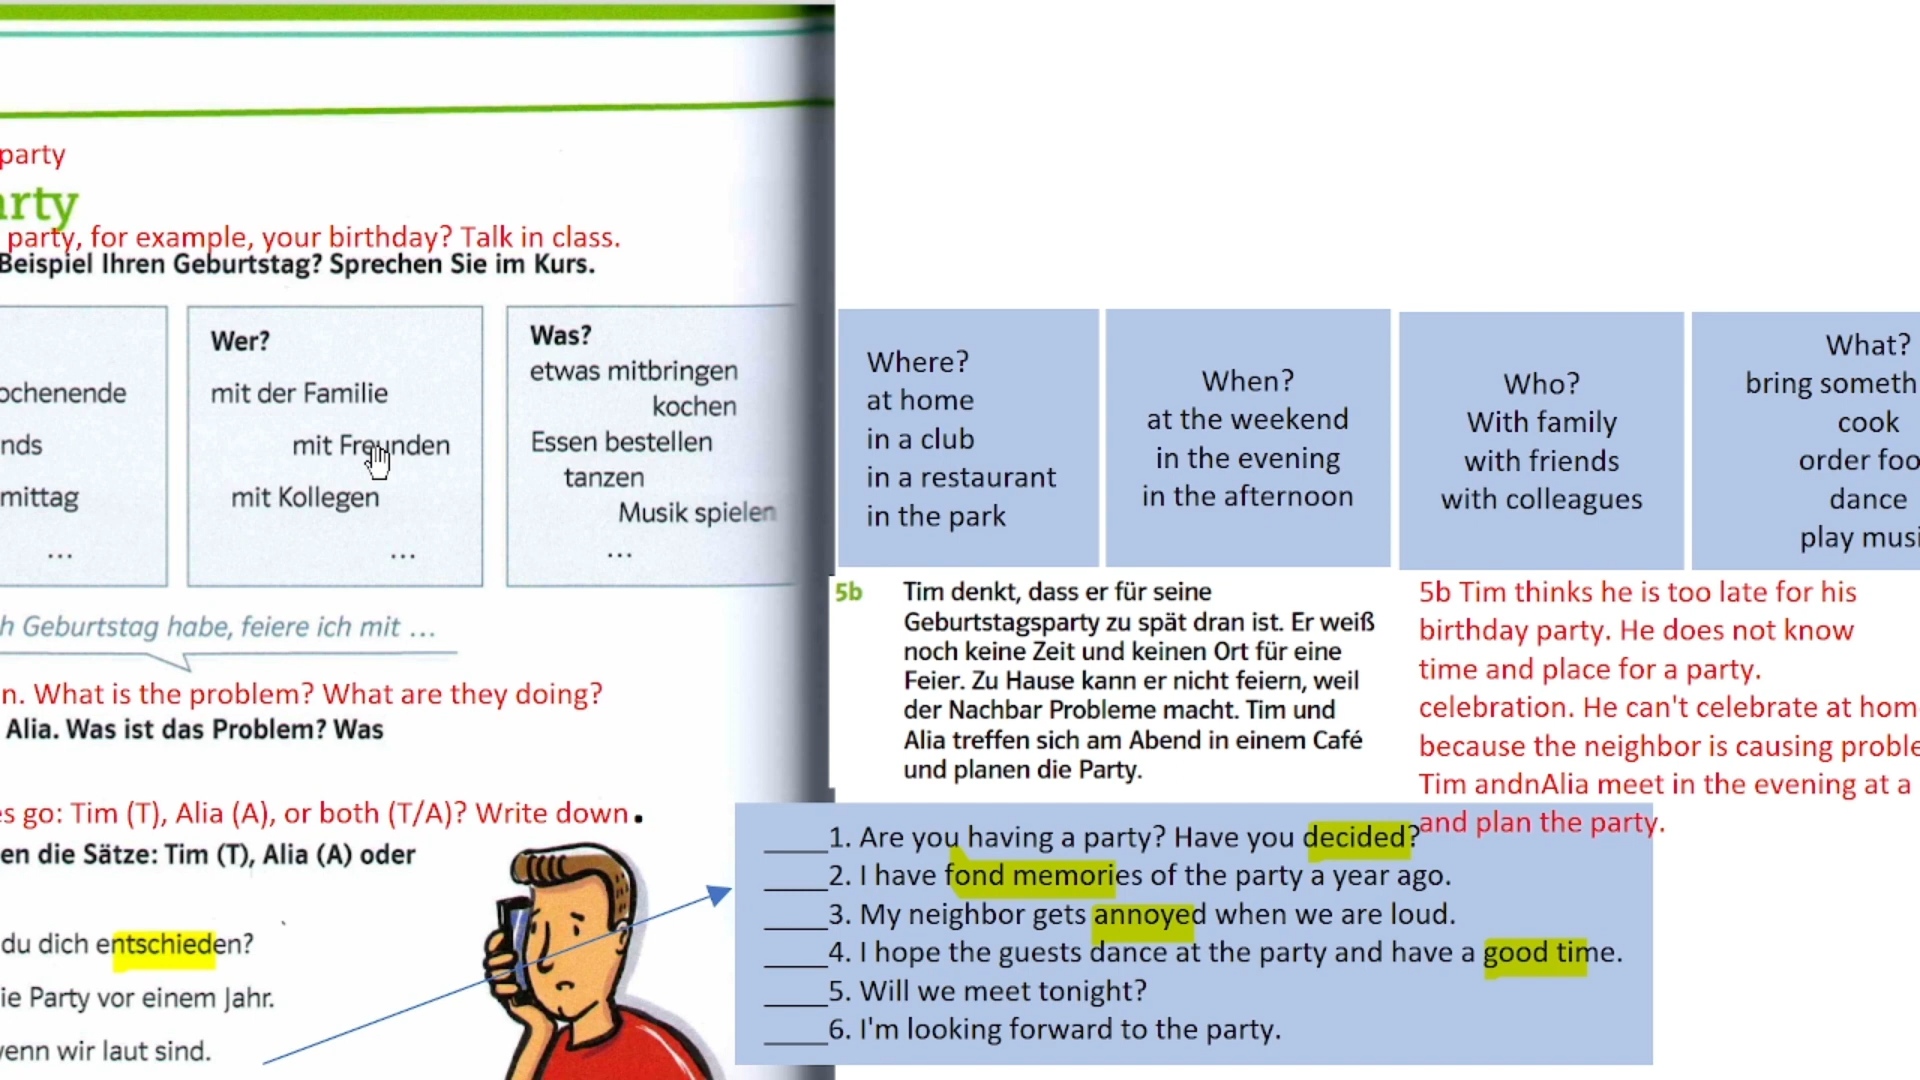 party
arty
party, for example, your birthday? Talk in class.
Beispiel Ihren Geburtstag? Sprechen Sie im Kurs.
ochenende
nds
mittag
...
Wer?
mit der Familie
mit Freunden
mit Kollegen
...
Was?
etwas mitbringen
kochen
Essen bestellen
tanzen
Musik spielen
...
Where?
at home
in a club
in a restaurant
in the park
When?
at the weekend
in the evening
in the afternoon
Who?
With family
with friends
with colleagues
What?
bring someth
cook
order foo
dance
play musi
h Geburtstag habe, feiere ich mit ...
n. What is the problem? What are they doing?
Alia. Was ist das Problem? Was
es go: Tim (T), Alia (A), or both (T/A)? Write down.
en die Sätze: Tim (T), Alia (A) oder
du dich entschieden?
ie Party vor einem Jahr.
wenn wir laut sind.
5b Tim denkt, dass er für seine
Geburtstagsparty zu spät dran ist. Er weiß
noch keine Zeit und keinen Ort für eine
Feier. Zu Hause kann er nicht feiern, weil
der Nachbar Probleme macht. Tim und
Alia treffen sich am Abend in einem Café
und planen die Party.
5b Tim thinks he is too late for his
birthday party. He does not know
time and place for a party.
celebration. He can't celebrate at hom
because the neighbor is causing proble
Tim andnAlia meet in the evening at a
and plan the party.
_____1. Are you having a party? Have you decided?
_____2. I have fond memories of the party a year ago.
_____3. My neighbor gets annoyed when we are loud.
_____4. I hope the guests dance at the party and have a good time.
_____5. Will we meet tonight?
_____6. I'm looking forward to the party.